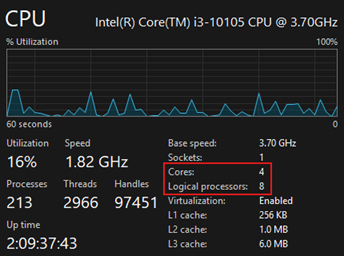 CPU Intel(R) Core(TM) i3-10105 CPU @ 3.70GHz
% Utilization 100%
60 seconds 0
Utilization Speed Base speed: 3.70 GHz
16% 1.82 GHz Sockets: 1
Cores: 4
Processes Threads Handles Logical processors: 8
213 2966 97451 Virtualization: Enabled
L1 cache: 256 KB
Up time L2 cache: 1.0 MB
2:09:37:43 L3 cache: 6.0 MB